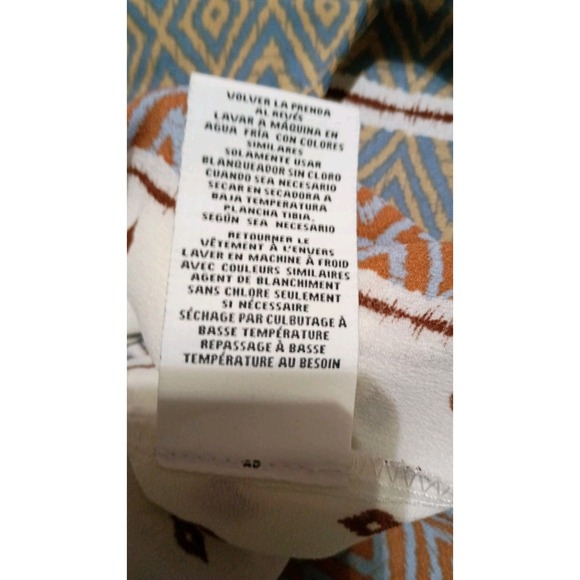 VOLVER LA PRENDA
AL REVÉS
LAVAR A MÁQUINA EN
AGUA FRÍA CON COLORES
SIMILARES
SOLAMENTE USAR
BLANQUEADOR SIN CLORO
CUANDO SEA NECESARIO
SECAR EN SECADORA A
BAJA TEMPERATURA
PLANCHA TIBIA,
SEGÚN SEA NECESARIO
RETOURNER LE
VÊTEMENT À L'ENVERS
LAVER EN MACHINE À FROID
AVEC COULEURS SIMILAIRES
AGENT DE BLANCHIMENT
SANS CHLORE SEULEMENT
SI NÉCESSAIRE
SÉCHAGE PAR CULBUTAGE À
BASSE TEMPÉRATURE
REPASSAGE À BASSE
TEMPÉRATURE AU BESOIN